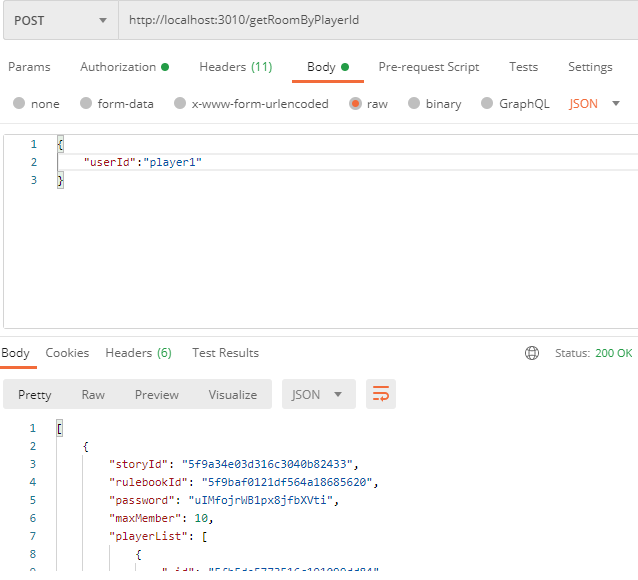 POST http://localhost:3010/getRoomByPlayerId
Params Authorization Headers (11) Body Pre-request Script Tests Settings
none form-data x-www-form-urlencoded raw binary GraphQL JSON
1 {
2 "userId":"player1"
3 }
Body Cookies Headers (6) Test Results Status: 200 OK
Pretty Raw Preview Visualize JSON
1 [
2 {
3 "storyId": "5f9a34e03d316c3040b82433",
4 "rulebookId": "5f9baf0121df564a18685620",
5 "password": "uIMfojrWB1px8jfbXVti",
6 "maxMember": 10,
7 "playerList": [
8 {